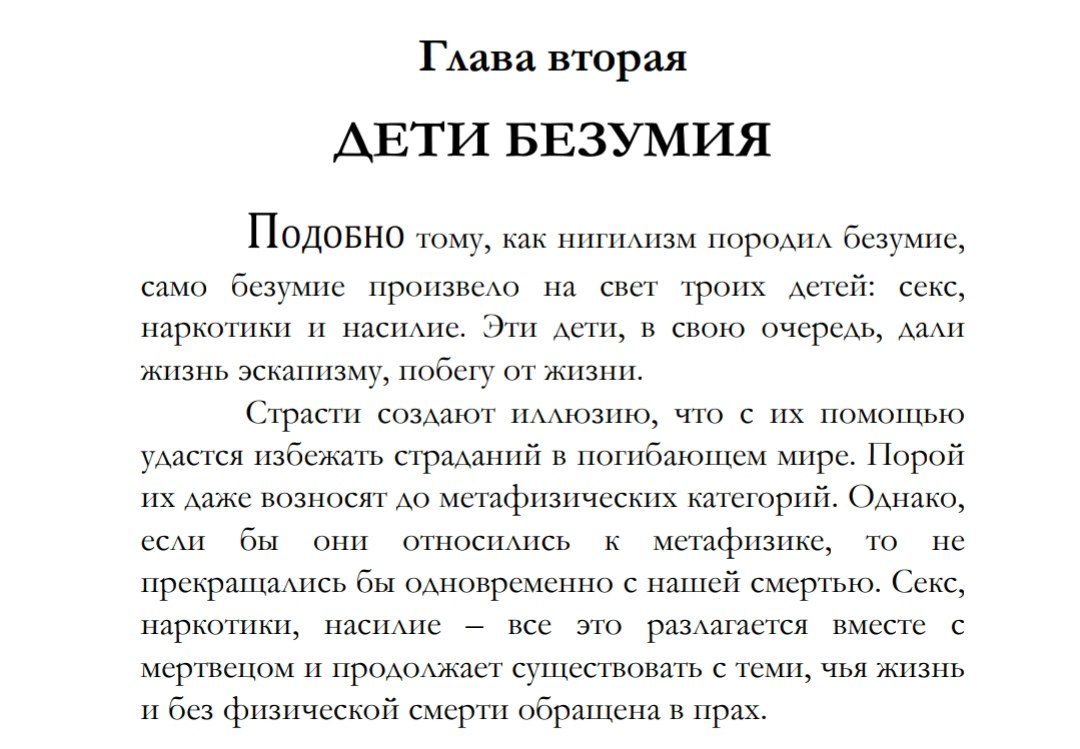 Глава вторая
ДЕТИ БЕЗУМИЯ
Подобно тому, как нигилизм породил безумие,
само безумие произвело на свет троих детей: секс,
наркотики и насилие. Эти дети, в свою очередь, дали
жизнь эскапизму, побегу от жизни.
Страсти создают иллюзию, что с их помощью
удастся избежать страданий в погибающем мире. Порой
их даже возносят до метафизических категорий. Однако,
если бы они относились к метафизике, то не
прекращались бы одновременно с нашей смертью. Секс,
наркотики, насилие – все это разлагается вместе с
мертвецом и продолжает существовать с теми, чья жизнь
и без физической смерти обращена в прах.